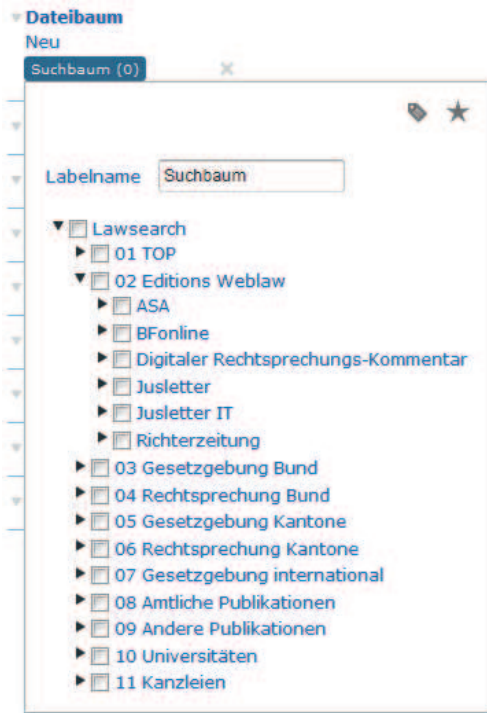 Dateibaum
Neu
Suchbaum (0)
Labelname Suchbaum
Lawsearch
01 TOP
02 Editions Weblaw
ASA
BFonline
Digitaler Rechtsprechungs-Kommentar
Jusletter
Jusletter IT
Richterzeitung
03 Gesetzgebung Bund
04 Rechtsprechung Bund
05 Gesetzgebung Kantone
06 Rechtsprechung Kantone
07 Gesetzgebung international
08 Amtliche Publikationen
09 Andere Publikationen
10 Universitäten
11 Kanzleien